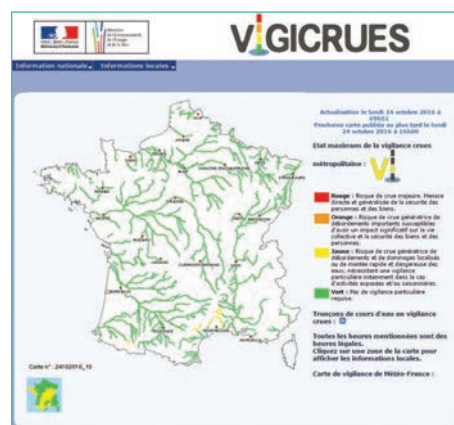 VIGICRUES
Information nationale
Informations locales
Actualisation le lundi 24 octobre 2016 à
Prochaine carte publiée au plus tard le lundi
24 octobre 2016 à 16h00
Etat maximum de la vigilance crues
métropolitaine :
Rouge : Risque de crue majeure. Menace
directe et généralisée de la sécurité des
personnes et des biens.
Orange : Risque de crue génératrice de
débordements importants susceptibles
d'avoir un impact significatif sur la vie
collective et la sécurité des biens et des
personnes.
Jaune : Risque de crue génératrice de
débordements et de dommages localisés
ou de montée rapide et dangereuse des
eaux, nécessitant une vigilance
particulière notamment dans le cas
d'activités exposées et/ou saisonnières.
Vert : Pas de vigilance particulière
requise.
Tronçons de cours d'eau en vigilance
crues :
Toutes les heures mentionnées sont des
heures légales.
Cliquez sur une zone de la carte pour
afficher les informations locales.
Carte de vigilance de Météo-France :
Carte n° : 24102016_10